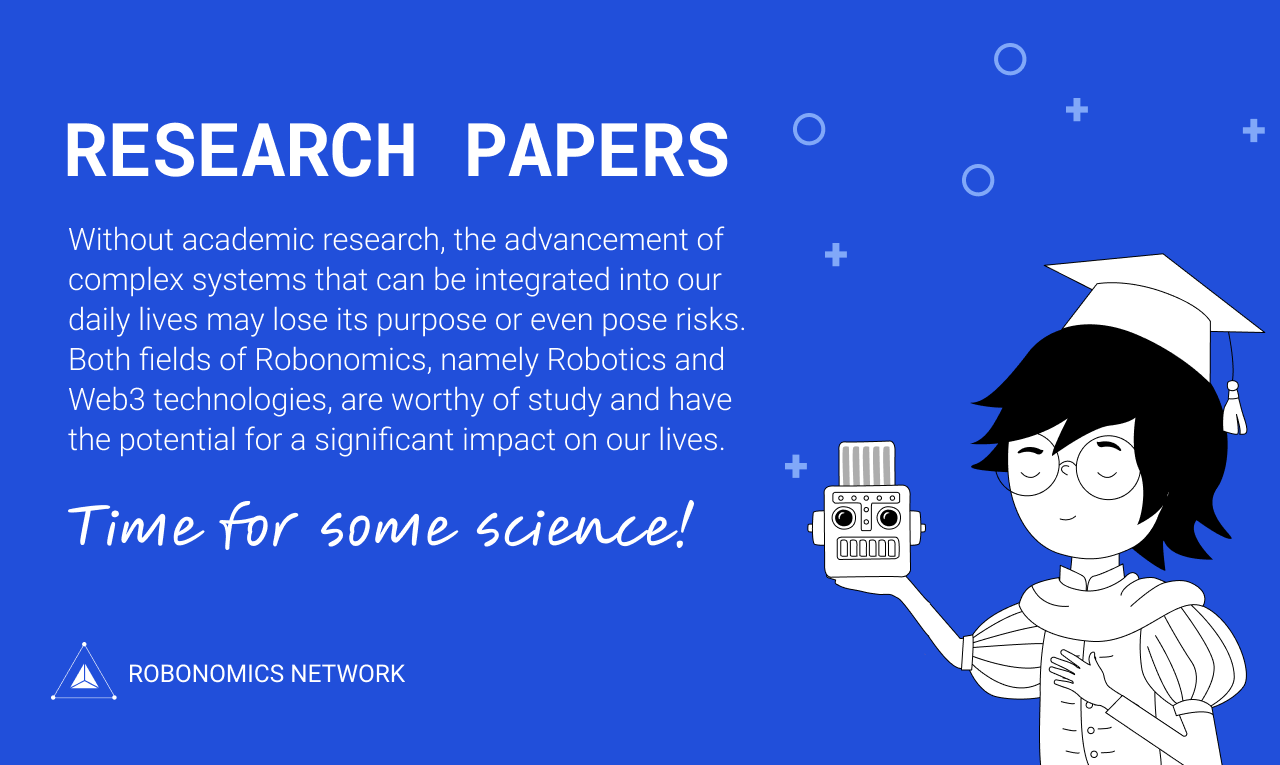 RESEARCH PAPERS
Without academic research, the advancement of
complex systems that can be integrated into our
daily lives may lose its purpose or even pose risks.
Both fields of Robonomics, namely Robotics and
Web3 technologies, are worthy of study and have
the potential for a significant impact on our lives.
Time for some science!
ROBONOMICS NETWORK